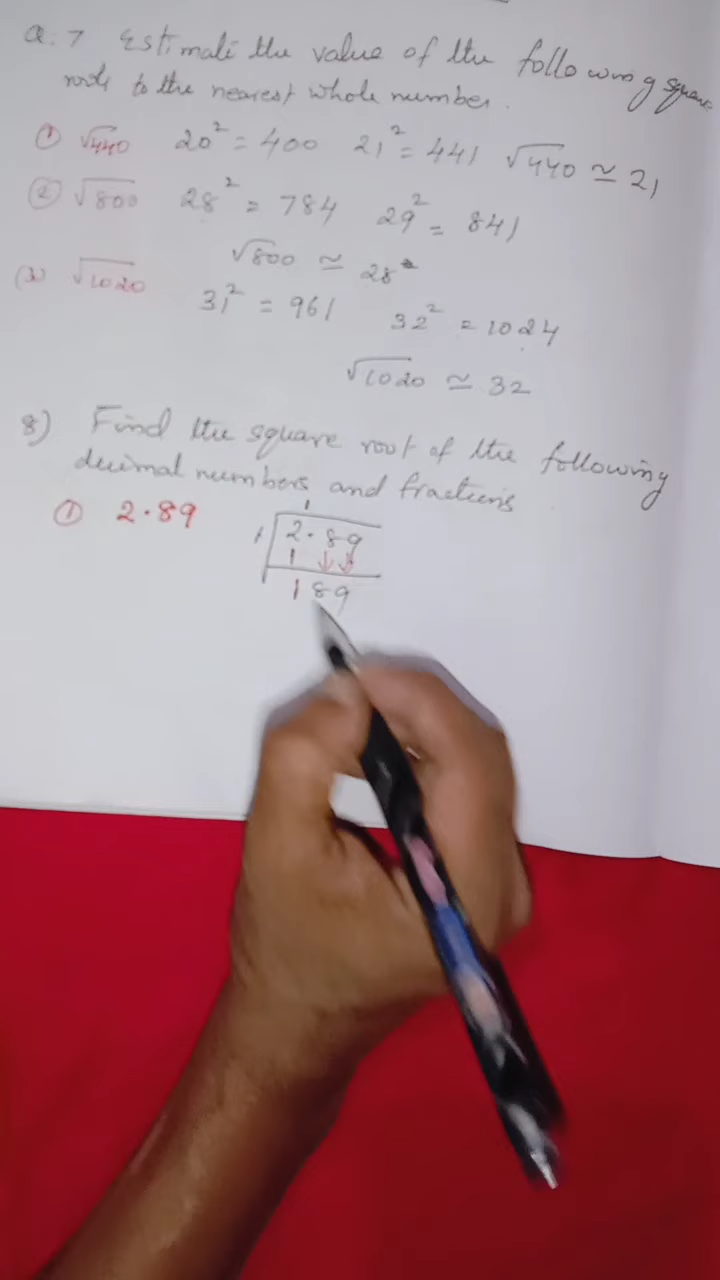 Q.7 Estimate the value of the following square
roots to the nearest whole number.
① √440 20² = 400 21² = 441 √440 ≃ 21
② √800 28² = 784 29² = 841
√800 ≃ 28
(3) √1020 31² = 961 32² = 1024
√1020 ≃ 32
8) Find the square root of the following
decimal numbers and fractions
① 2.89
1
1 2.89
1 ↓↓
189